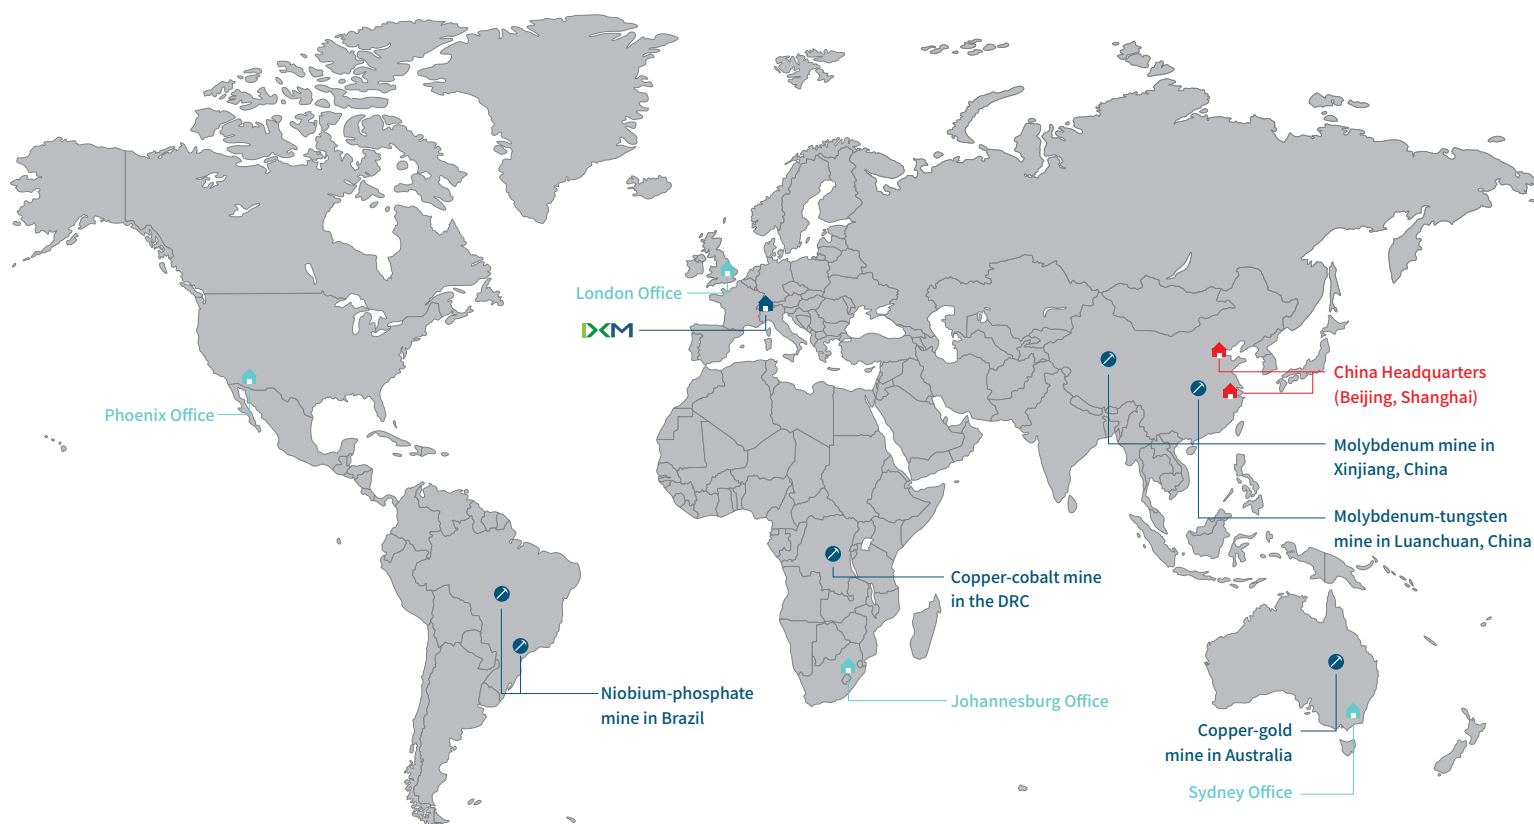 London Office
IXM
Phoenix Office
China Headquarters
(Beijing, Shanghai)
Molybdenum mine in
Xinjiang, China
Molybdenum-tungsten
mine in Luanchuan, China
Copper-cobalt mine
in the DRC
Niobium-phosphate
mine in Brazil
Johannesburg Office
Copper-gold
mine in Australia
Sydney Office